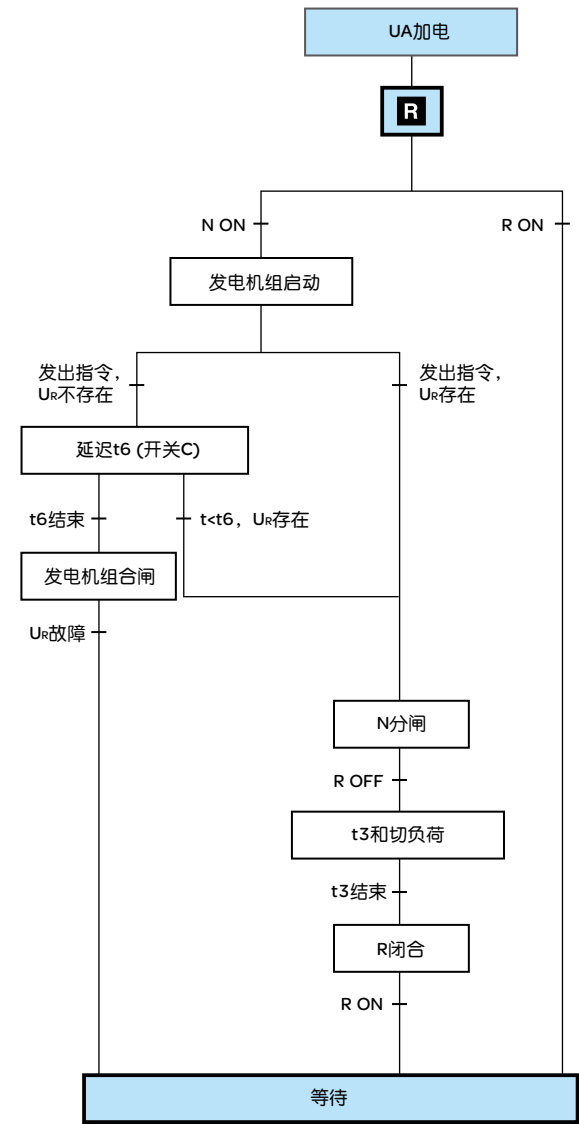 UA加电
R
N ON
R ON
发电机组启动
发出指令，
UR不存在
发出指令，
UR存在
延迟t6 (开关C)
t6结束
t<t6，UR存在
发电机组合闸
UR故障
N分闸
R OFF
t3和切负荷
t3结束
R闭合
R ON
等待